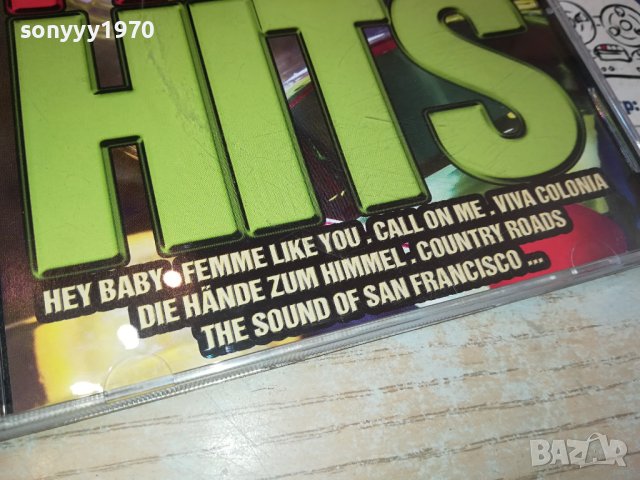 sonyyy1970
HITS
HEY BABY . FEMME LIKE YOU . CALL ON ME . VIVA COLONIA
DIE HÄNDE ZUM HIMMEL . COUNTRY ROADS
THE SOUND OF SAN FRANCISCO ...
BAZAR